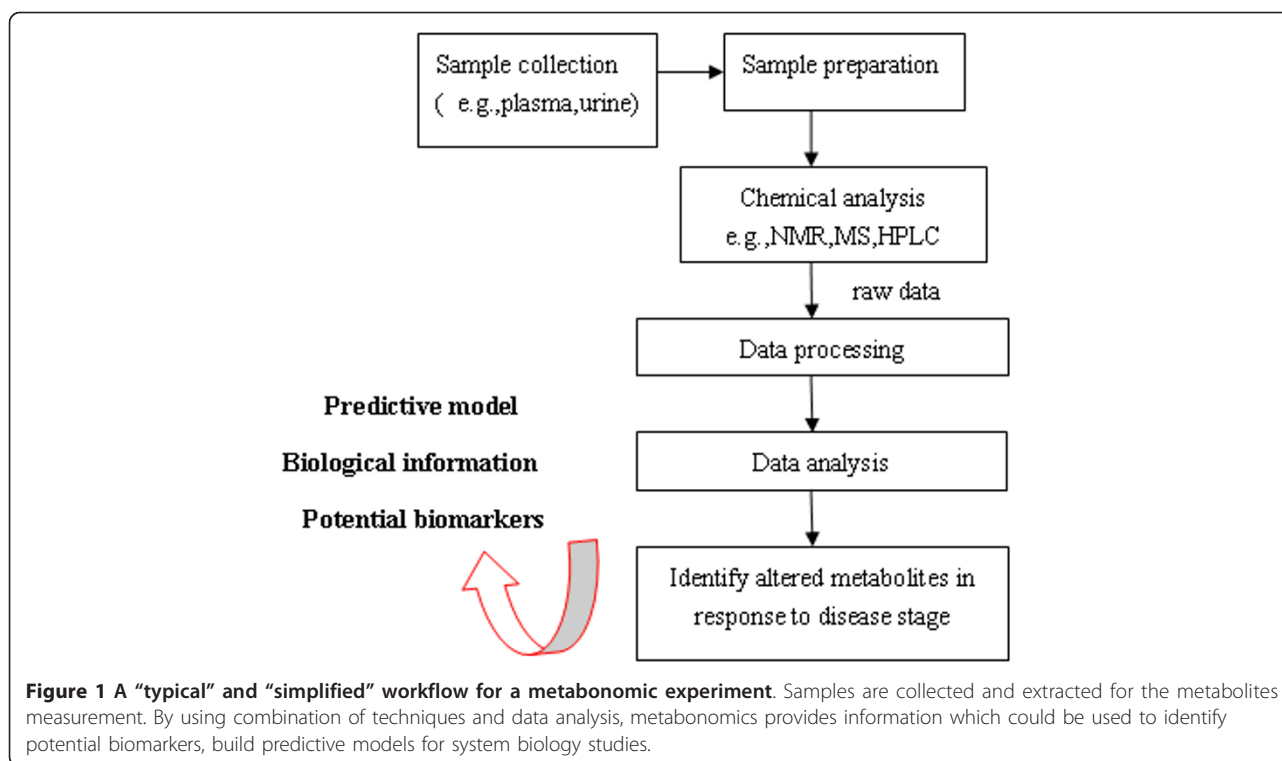 Sample collection
( e.g.,plasma,urine)
Sample preparation
Chemical analysis
e.g.,NMR,MS,HPLC
raw data
Data processing
Predictive model
Biological information
Data analysis
Potential biomarkers
Identify altered metabolites in
response to disease stage
Figure 1 A “typical” and “simplified” workflow for a metabonomic experiment. Samples are collected and extracted for the metabolites
measurement. By using combination of techniques and data analysis, metabonomics provides information which could be used to identify
potential biomarkers, build predictive models for system biology studies.